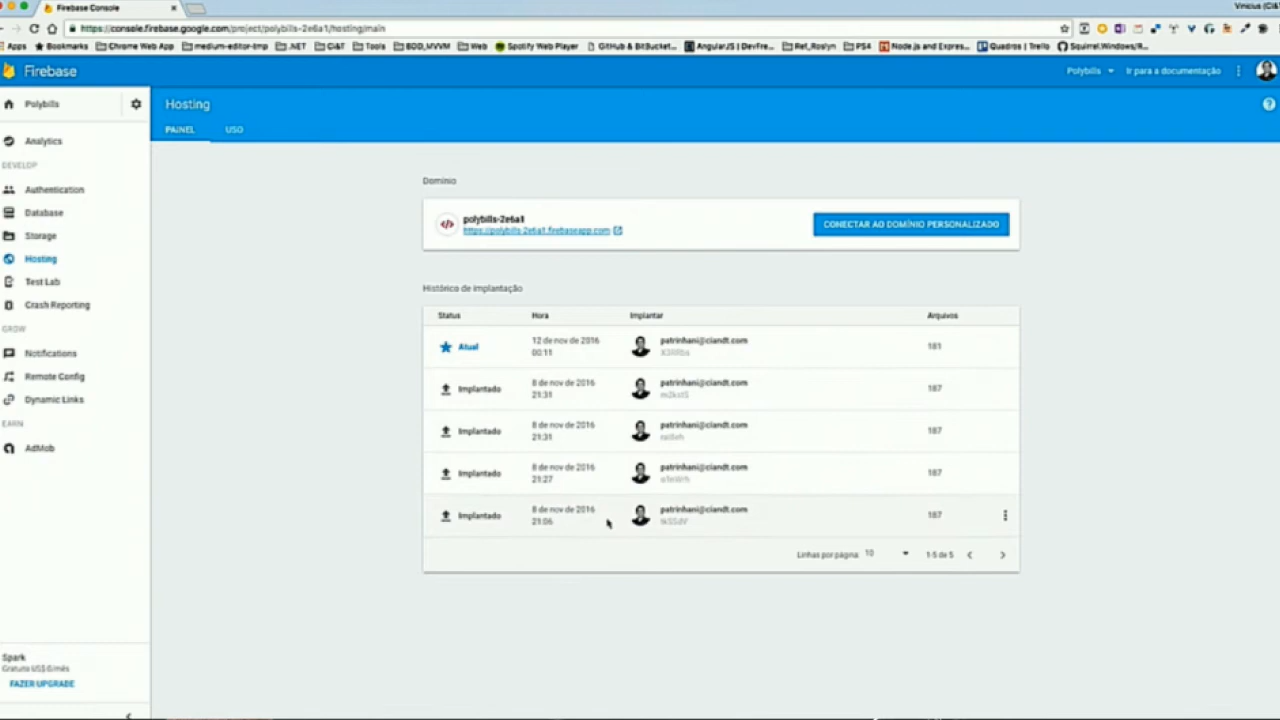 Firebase Console
Vinicius (CI&T
https://console.firebase.google.com/project/polybills-2e6a1/hosting/main
Apps Bookmarks Chrome Web App medium-editor-tmp .NET CI&T Tools BDD_MVVM Web Spotify Web Player GitHub & BitBucket... AngularJS | DevFre... Ref_Roslyn PS4 Node.js and Expres... Quadros | Trello Squirrel.Windows/R...
Firebase
Polybills Ir para a documentação
Polybills
Hosting
PAINEL USO
Analytics
DEVELOP
Authentication
Database
Storage
Hosting
Test Lab
Crash Reporting
GROW
Notifications
Remote Config
Dynamic Links
EARN
AdMob
Spark
Gratuito US$ 0/mês
FAZER UPGRADE
Domínio
polybills-2e6a1
https://polybills-2e6a1.firebaseapp.com
CONECTAR AO DOMÍNIO PERSONALIZADO
Histórico de implantação
Status Hora Implantar Arquivos
Atual 12 de nov de 2016 patrinhani@ciandt.com 181
00:11
Implantado 8 de nov de 2016 patrinhani@ciandt.com 187
21:31
Implantado 8 de nov de 2016 patrinhani@ciandt.com 187
21:31
Implantado 8 de nov de 2016 patrinhani@ciandt.com 187
21:27
Implantado 8 de nov de 2016 patrinhani@ciandt.com 187
21:06
Linhas por página: 10 1-5 de 5